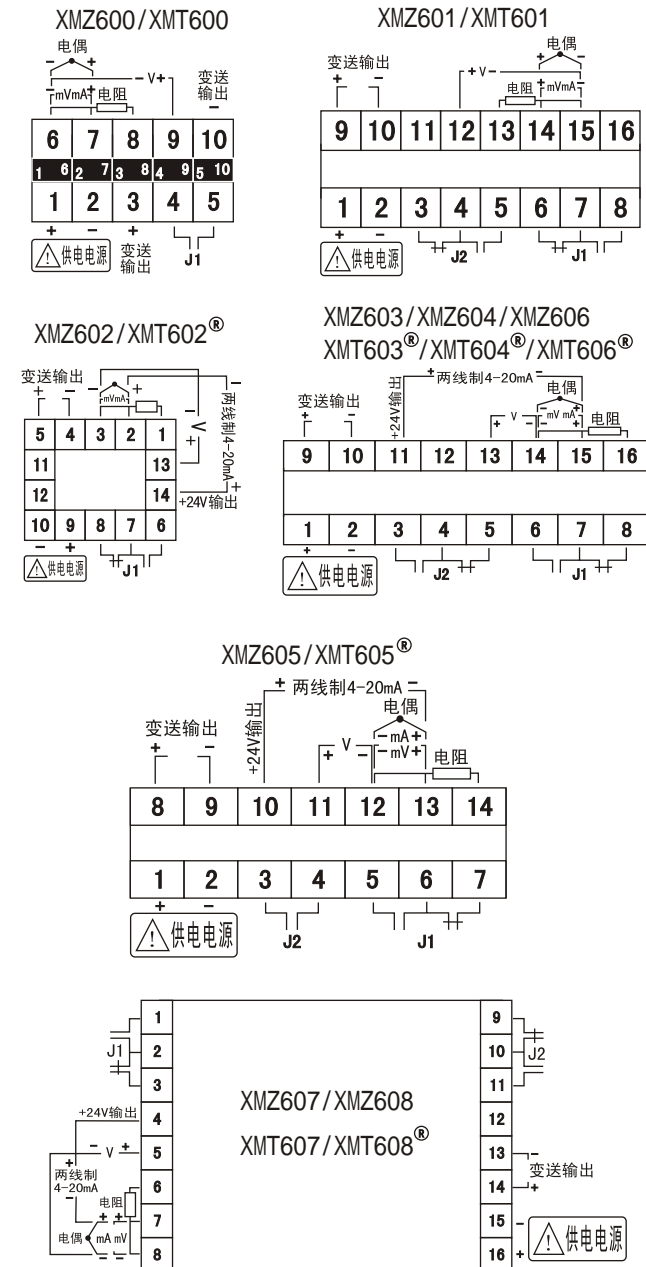 XMZ600/XMT600
电偶
- +
- V +
变送
输出
-
- mVmA +
电阻
6 7 8 9 10
1 6 2 7 3 8 4 9 5 10
1 2 3 4 5
+ - +
供电电源
变送
输出
J1
XMZ601/XMT601
电偶
+ -
变送输出
+ -
+ V -
电阻
+ mVmA -
9 10 11 12 13 14 15 16
1 2 3 4 5 6 7 8
+ -
供电电源
J2
J1
XMZ602/XMT602®
变送输出
+ -
- +
mVmA
- V +
- 两线制4-20mA +
5 4 3 2 1
11 13
12 14
+24V输出
10 9 8 7 6
- +
供电电源
J1
XMZ603/XMZ604/XMZ606
XMT603®/XMT604®/XMT606®
+ 两线制4-20mA -
+24V输出
电偶
变送输出
+ -
+ V -
- mV mA +
- +
电阻
9 10 11 12 13 14 15 16
1 2 3 4 5 6 7 8
+ -
供电电源
J2
J1
XMZ605/XMT605®
+ 两线制4-20mA -
+24V输出
电偶
变送输出
+ -
+ V -
- mA +
- mV +
电阻
8 9 10 11 12 13 14
1 2 3 4 5 6 7
+ -
供电电源
J2
J1
1 9
J1 2 10 J2
3 11
XMZ607/XMZ608
+24V输出
4 12
XMT607/XMT608®
- V +
5 13 -
+
两线制
4-20mA
-
变送输出
6 14 +
电阻
+ +
7 15 -
电偶 mA mV
供电电源
- -
8 16 +